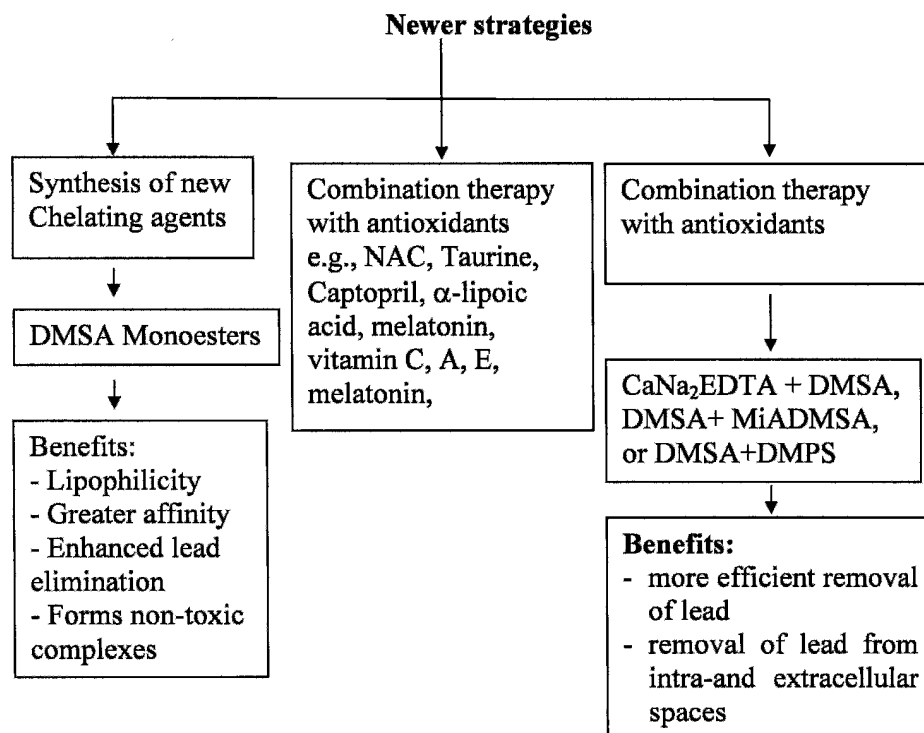 Newer strategies
Synthesis of new
Chelating agents
DMSA Monoesters
Benefits:
- Lipophilicity
- Greater affinity
- Enhanced lead
elimination
- Forms non-toxic
complexes
Combination therapy
with antioxidants
e.g., NAC, Taurine,
Captopril, α-lipoic
acid, melatonin,
vitamin C, A, E,
melatonin,
Combination therapy
with antioxidants
CaNa₂EDTA + DMSA,
DMSA+ MiADMSA,
or DMSA+DMPS
Benefits:
- more efficient removal
of lead
- removal of lead from
intra-and extracellular
spaces